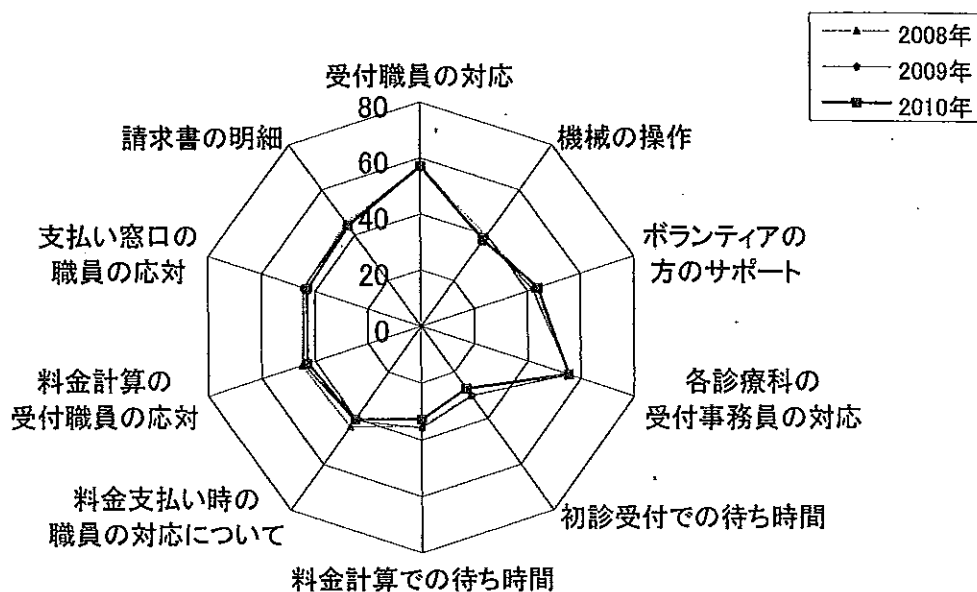 2008年
2009年
2010年
受付職員の対応
機械の操作
ボランティアの
方のサポート
各診療科の
受付事務員の対応
初診受付での待ち時間
料金計算での待ち時間
料金支払い時の
職員の対応について
料金計算の
受付職員の応対
支払い窓口の
職員の応対
請求書の明細
80
60
40
20
0